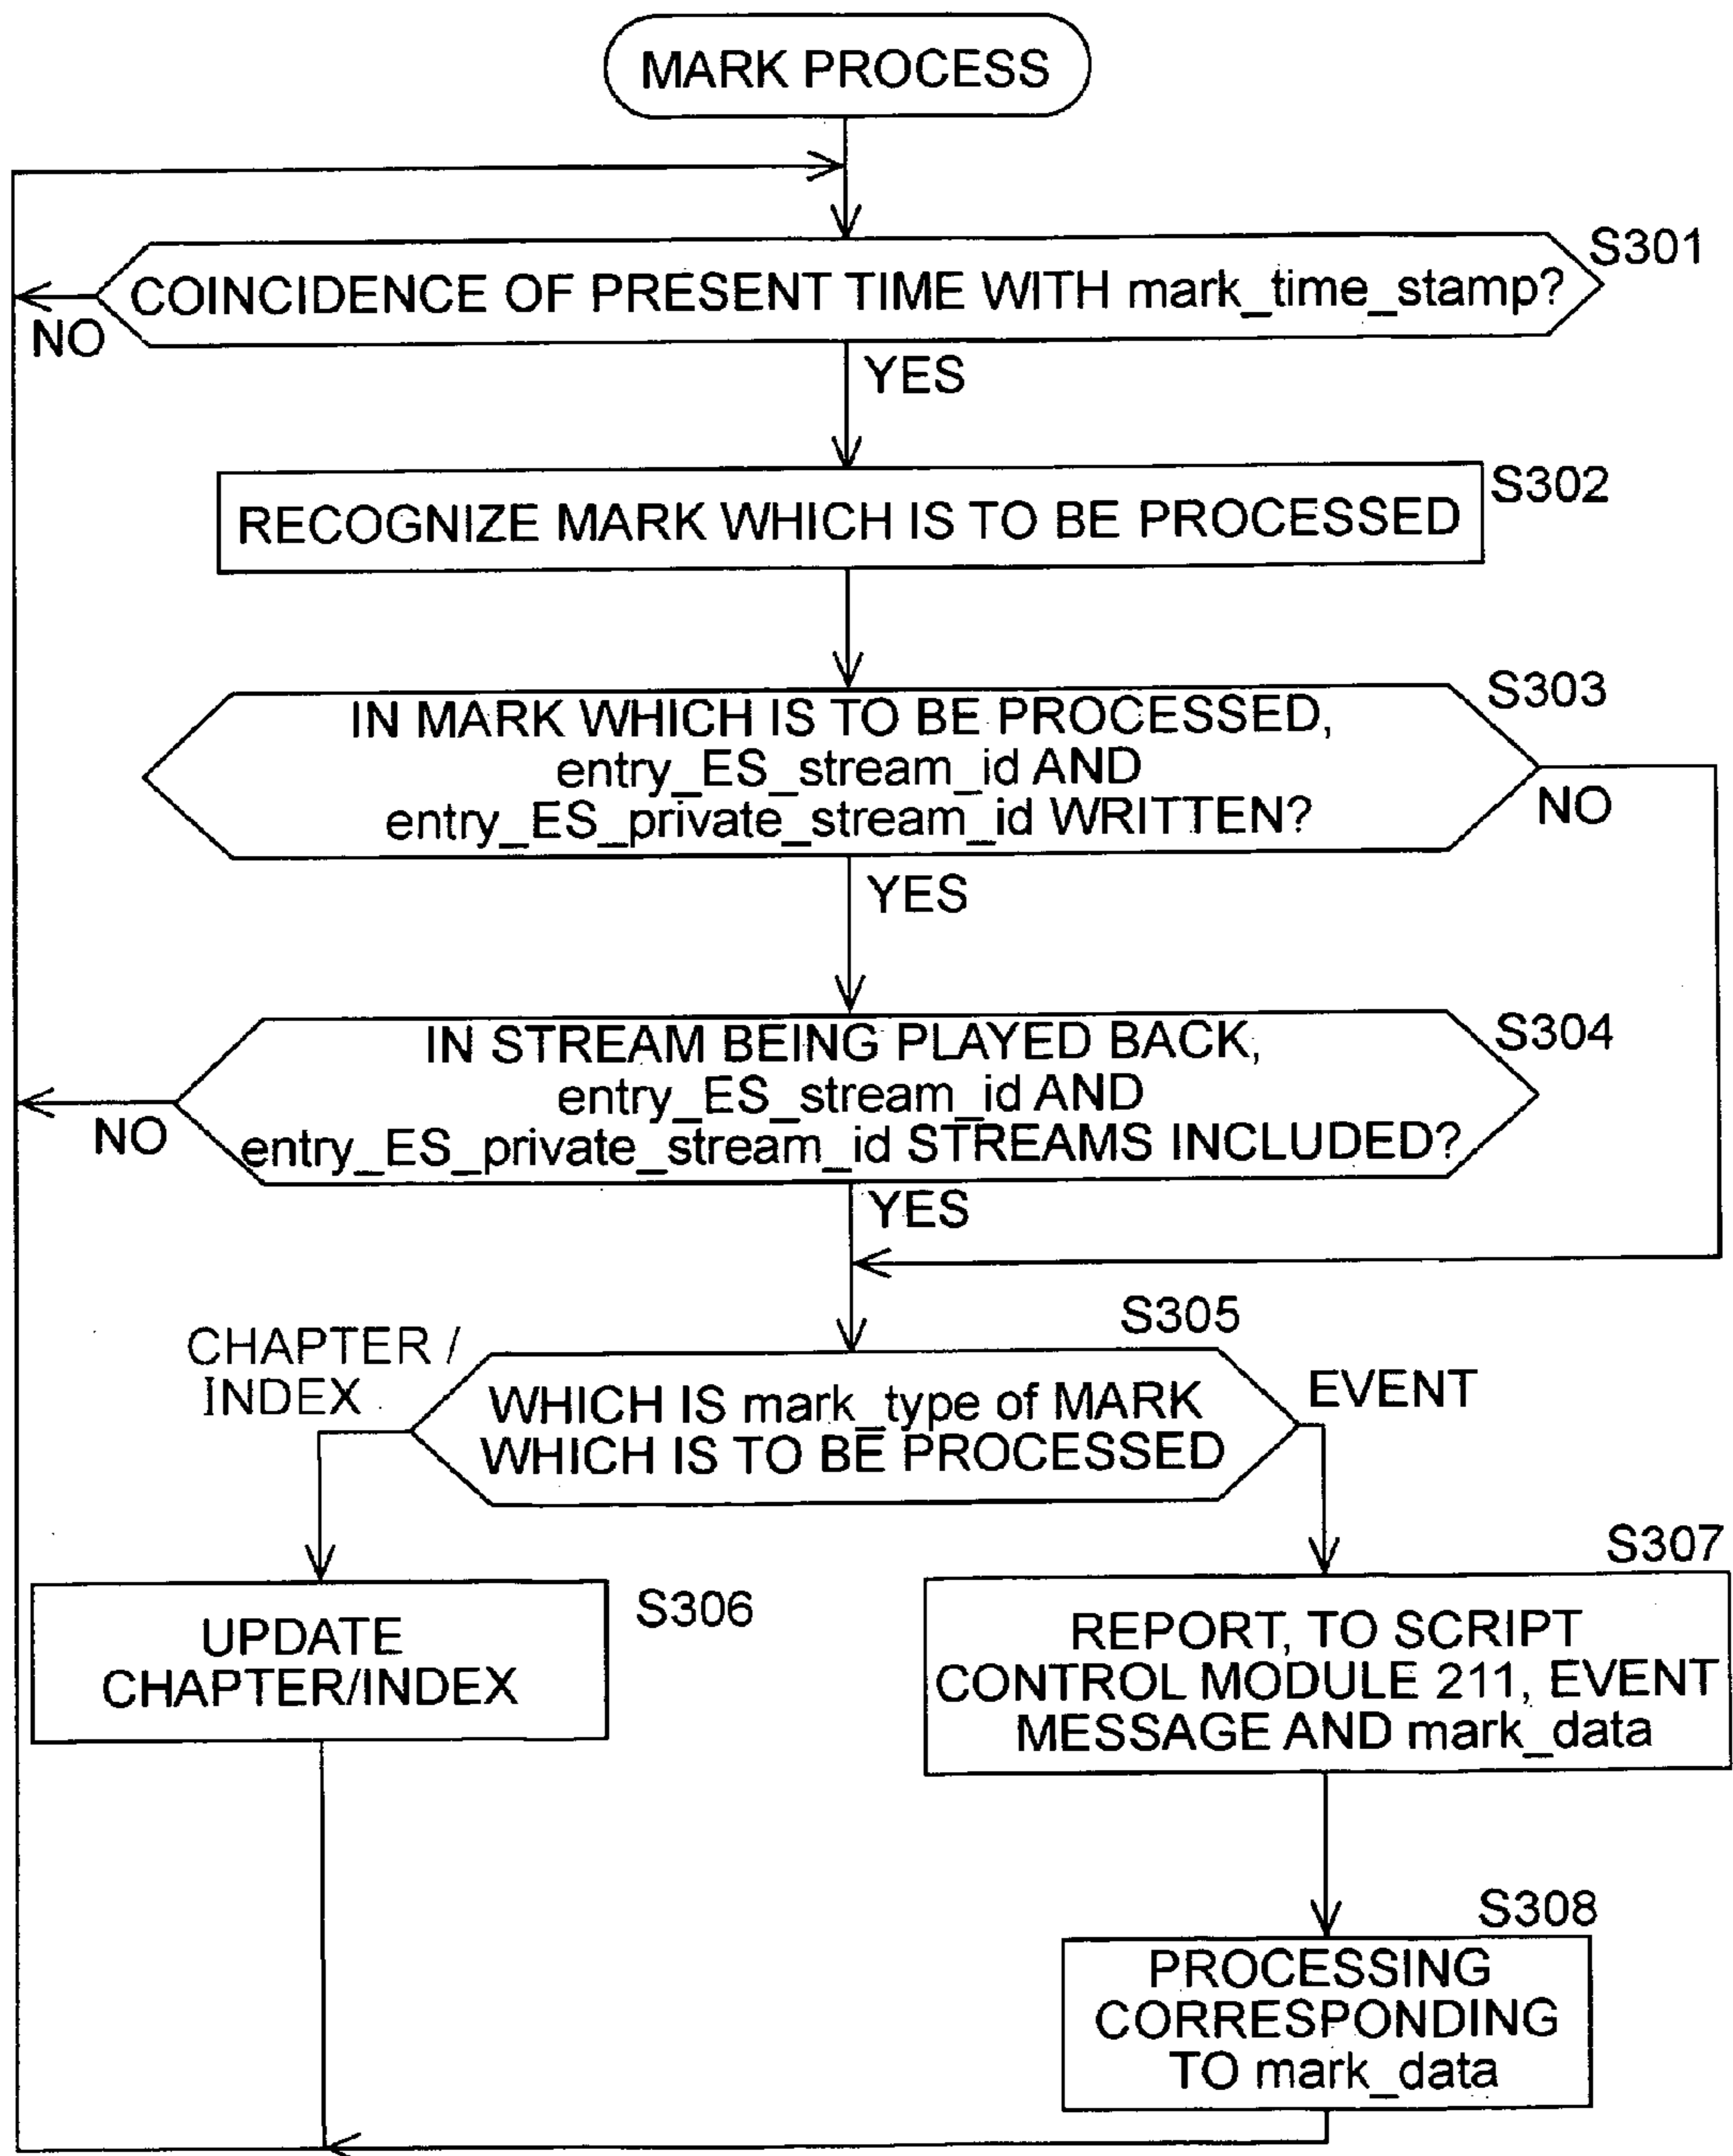 MARK PROCESS
S301
COINCIDENCE OF PRESENT TIME WITH mark_time_stamp?
NO
YES
S302
RECOGNIZE MARK WHICH IS TO BE PROCESSED
S303
IN MARK WHICH IS TO BE PROCESSED,
entry_ES_stream_id AND
entry_ES_private_stream_id WRITTEN?
NO
YES
S304
IN STREAM BEING PLAYED BACK,
entry_ES_stream_id AND
entry_ES_private_stream_id STREAMS INCLUDED?
NO
YES
S305
CHAPTER /
INDEX
EVENT
WHICH IS mark_type of MARK
WHICH IS TO BE PROCESSED
S306
UPDATE
CHAPTER/INDEX
S307
REPORT, TO SCRIPT
CONTROL MODULE 211, EVENT
MESSAGE AND mark_data
S308
PROCESSING
CORRESPONDING
TO mark_data